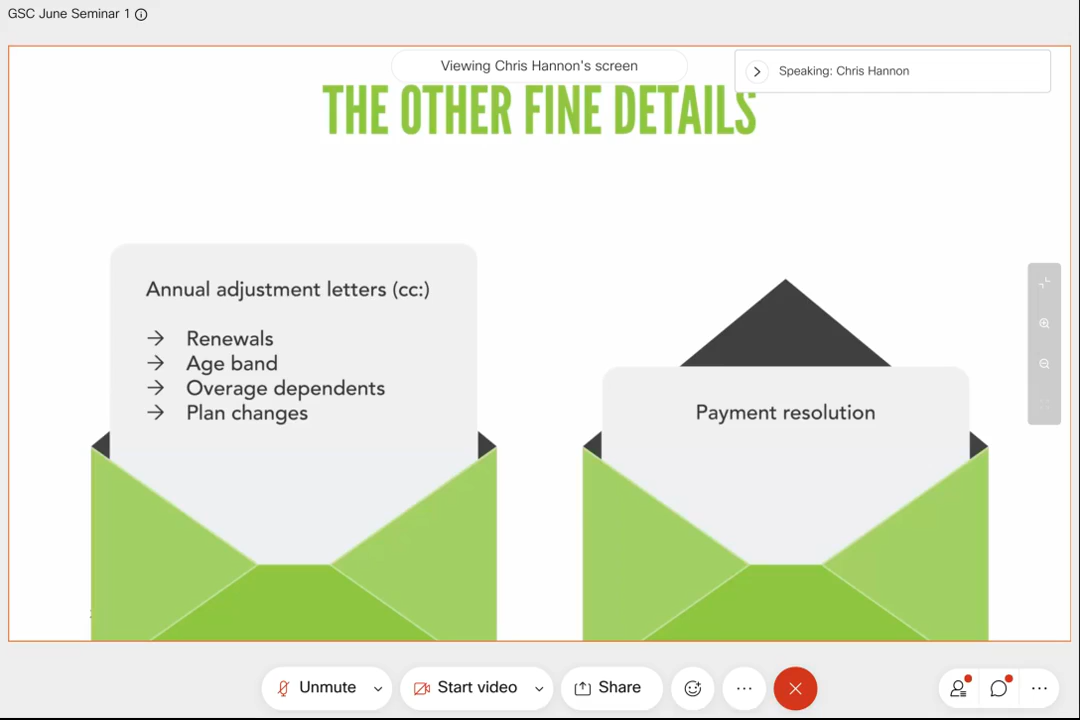 GSC June Seminar 1
Viewing Chris Hannon's screen
Speaking: Chris Hannon
THE OTHER FINE DETAILS
Annual adjustment letters (cc:)
→ Renewals
→ Age band
→ Overage dependents
→ Plan changes
Payment resolution
Unmute
Start video
Share